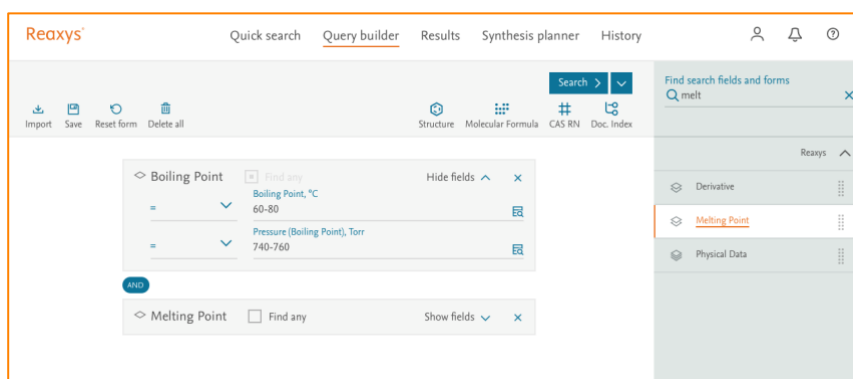 Reaxys
Quick search Query builder Results Synthesis planner History
Search
Import Save Reset form Delete all
Structure Molecular Formula CAS RN Doc. Index
Boiling Point Find any Hide fields
Boiling Point, °C
= 60-80
Pressure (Boiling Point), Torr
= 740-760
AND
Melting Point Find any Show fields
Find search fields and forms
melt
Reaxys
Derivative
Melting Point
Physical Data